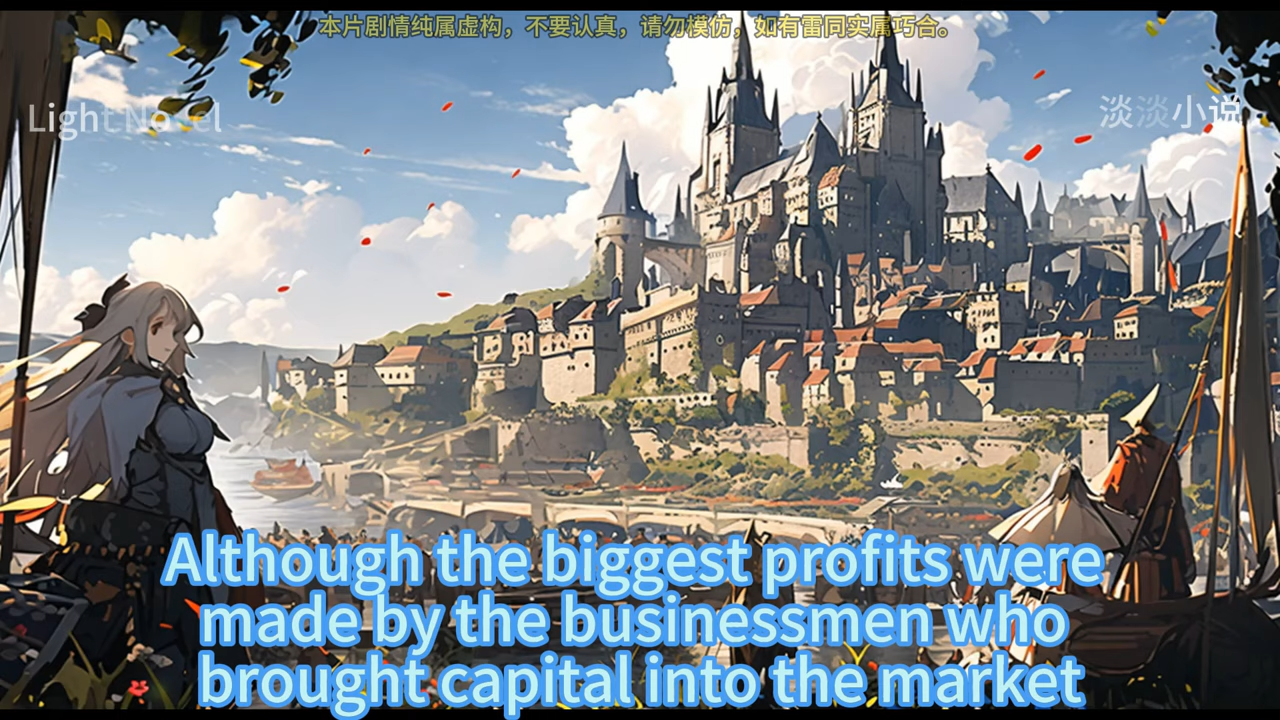 本片剧情纯属虚构，不要认真，请勿模仿，如有雷同实属巧合。
Light Novel
淡淡小说
Although the biggest profits were
made by the businessmen who
brought capital into the market